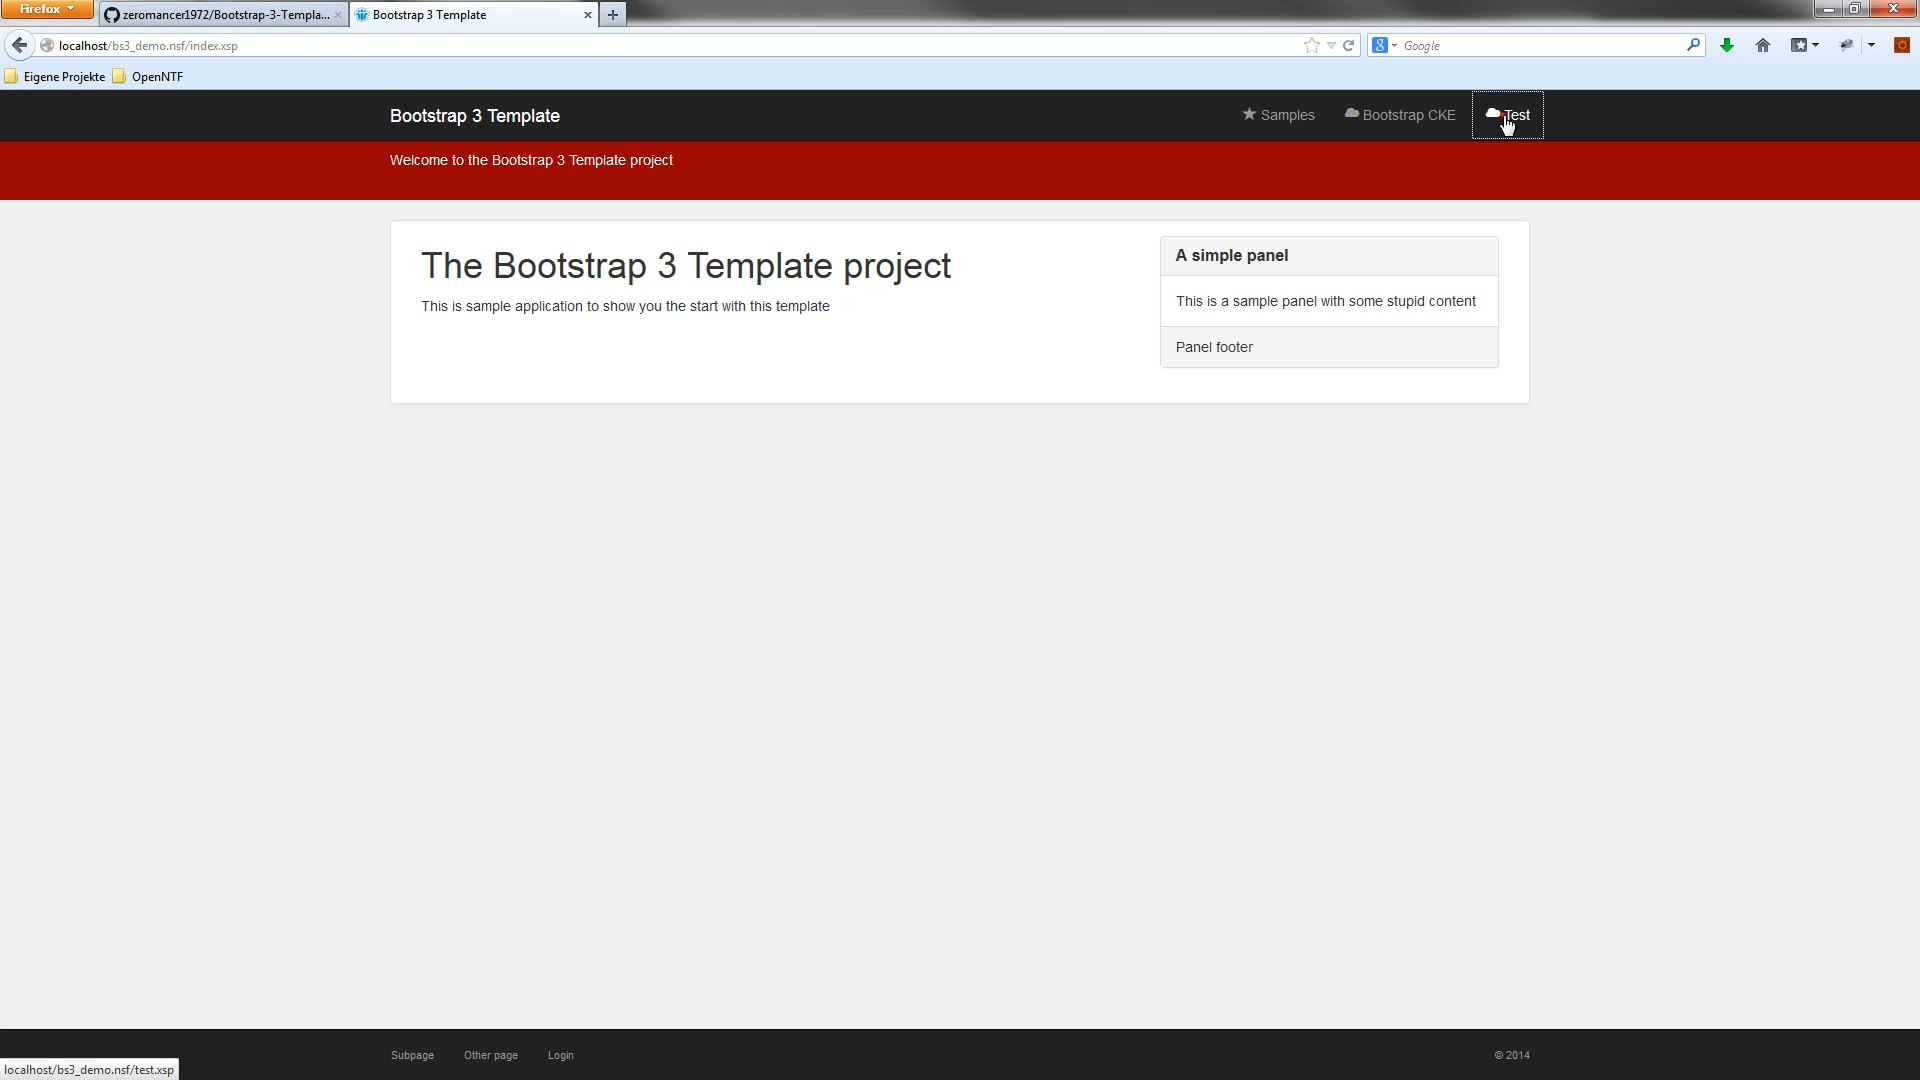 Firefox
zeromancer1972/Bootstrap-3-Templa...
Bootstrap 3 Template
localhost/bs3_demo.nsf/index.xsp
Google
Eigene Projekte
OpenNTF
Bootstrap 3 Template
Samples
Bootstrap CKE
Test
Welcome to the Bootstrap 3 Template project
The Bootstrap 3 Template project
This is sample application to show you the start with this template
A simple panel
This is a sample panel with some stupid content
Panel footer
Subpage
Other page
Login
© 2014
localhost/bs3_demo.nsf/test.xsp